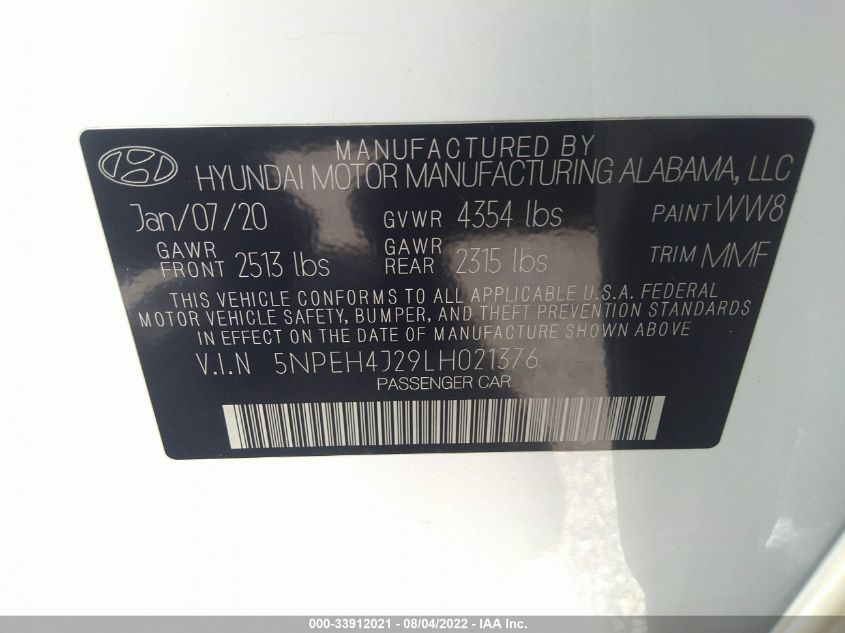 MANUFACTURED BY
HYUNDAI MOTOR MANUFACTURING ALABAMA, LLC
Jan/07/20 GVWR 4354 lbs PAINT WW8
GAWR FRONT 2513 lbs GAWR REAR 2315 lbs TRIM MMF
THIS VEHICLE CONFORMS TO ALL APPLICABLE U.S.A. FEDERAL
MOTOR VEHICLE SAFETY, BUMPER, AND THEFT PREVENTION STANDARDS
IN EFFECT ON THE DATE OF MANUFACTURE SHOWN ABOVE
V.I.N 5NPEH4J29LH021376
PASSENGER CAR
000-33912021 - 08/04/2022 - IAA Inc.